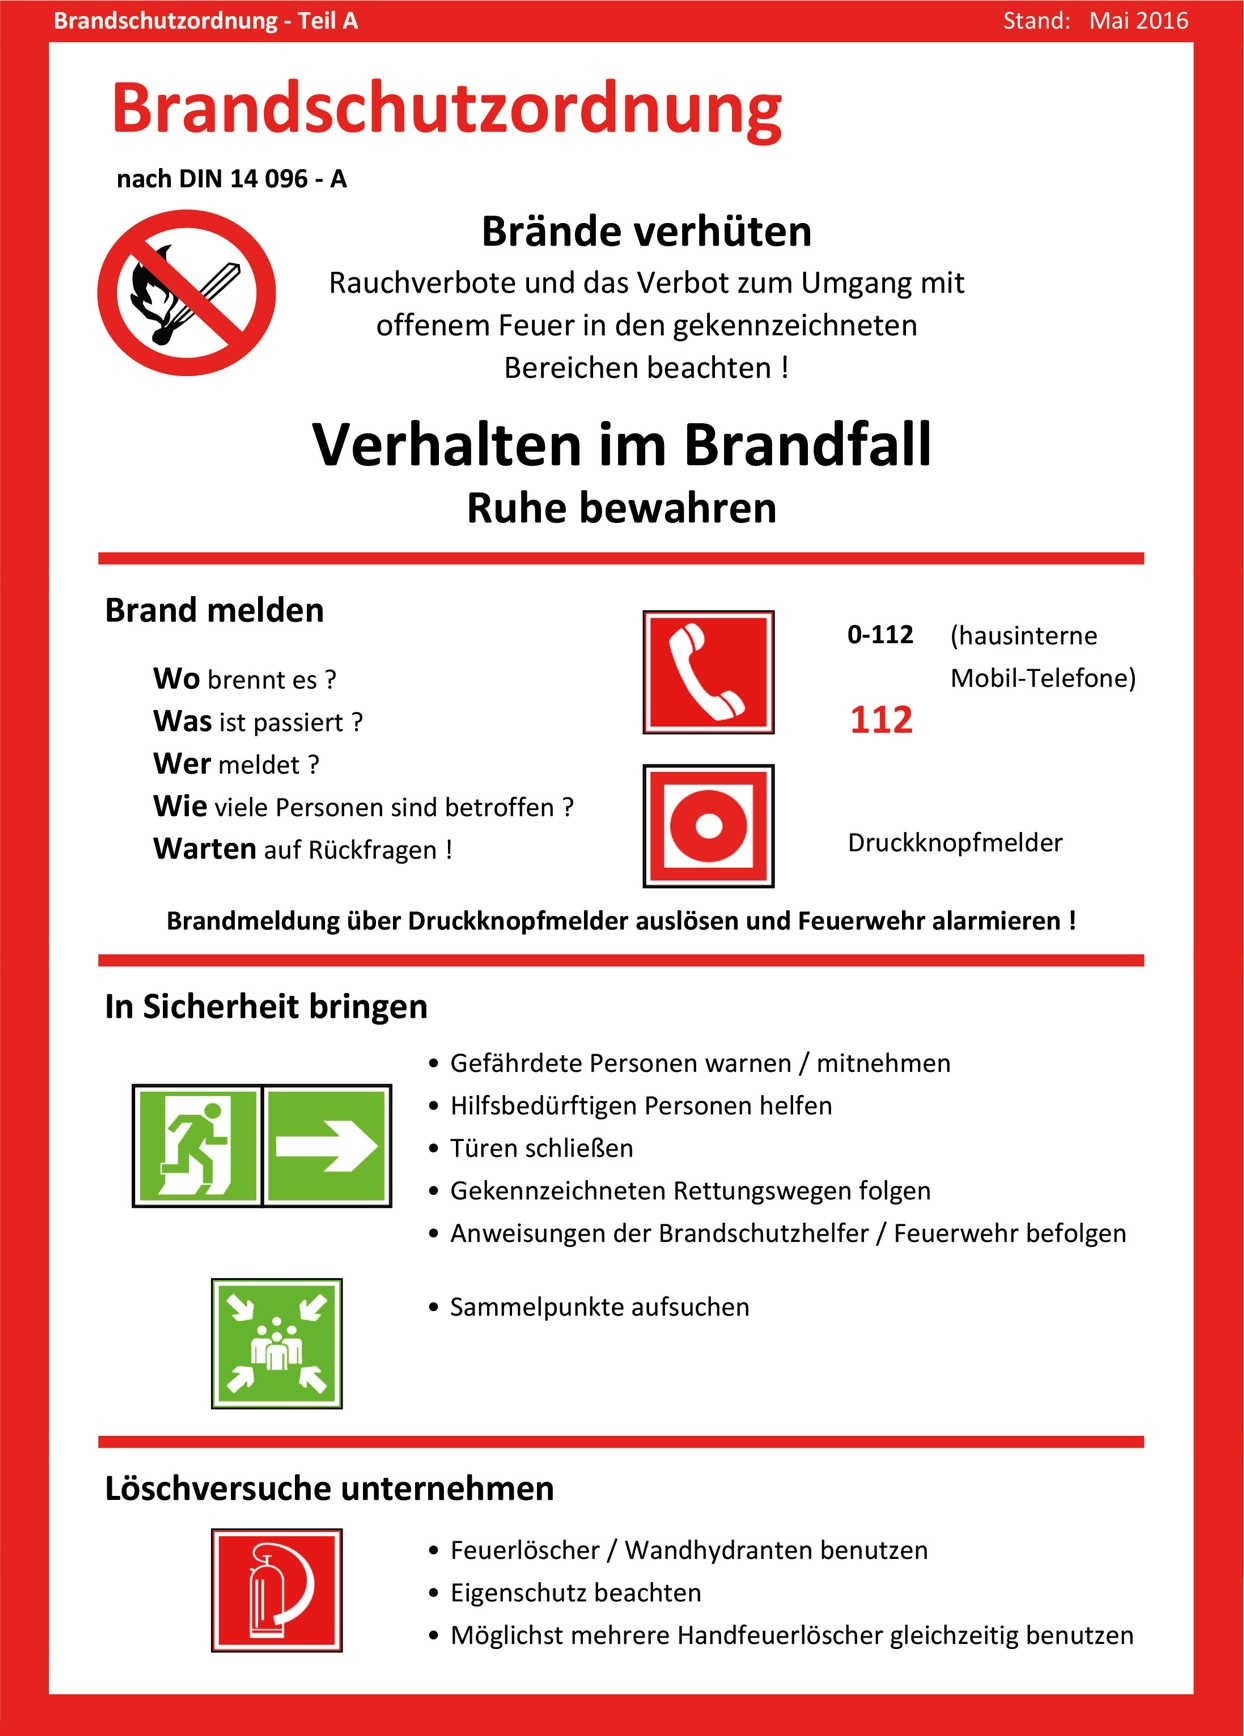 Brandschutzordnung - Teil A Stand: Mai 2016
Brandschutzordnung
nach DIN 14 096 - A
Brände verhüten
Rauchverbote und das Verbot zum Umgang mit
offenem Feuer in den gekennzeichneten
Bereichen beachten !
Verhalten im Brandfall
Ruhe bewahren
Brand melden
Wo brennt es ?
Was ist passiert ?
Wer meldet ?
Wie viele Personen sind betroffen ?
Warten auf Rückfragen !
0-112 (hausinterne
Mobil-Telefone)
112
Druckknopfmelder
Brandmeldung über Druckknopfmelder auslösen und Feuerwehr alarmieren !
In Sicherheit bringen
• Gefährdete Personen warnen / mitnehmen
• Hilfsbedürftigen Personen helfen
• Türen schließen
• Gekennzeichneten Rettungswegen folgen
• Anweisungen der Brandschutzhelfer / Feuerwehr befolgen
• Sammelpunkte aufsuchen
Löschversuche unternehmen
• Feuerlöscher / Wandhydranten benutzen
• Eigenschutz beachten
• Möglichst mehrere Handfeuerlöscher gleichzeitig benutzen